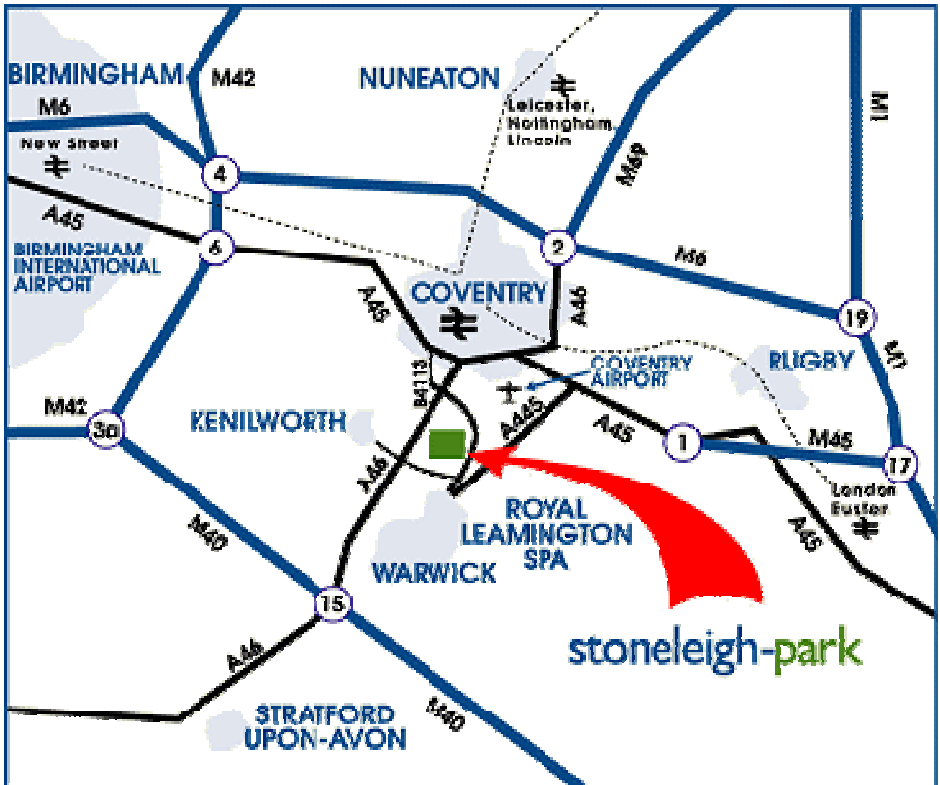 BIRMINGHAM
M42
NUNEATON
M6
Leicester,
Nottingham,
Lincoln
M1
New Street
M69
4
A45
6
2
M6
BIRMINGHAM
INTERNATIONAL
AIRPORT
A45
COVENTRY
A46
19
M1
COVENTRY
AIRPORT
RUGBY
B4113
M42
30
KENILWORTH
A445
A45
1
M45
17
A46
London
Euster
ROYAL
LEAMINGTON
SPA
A45
M40
WARWICK
15
stoneleigh-park
A46
STRATFORD
UPON-AVON
M40